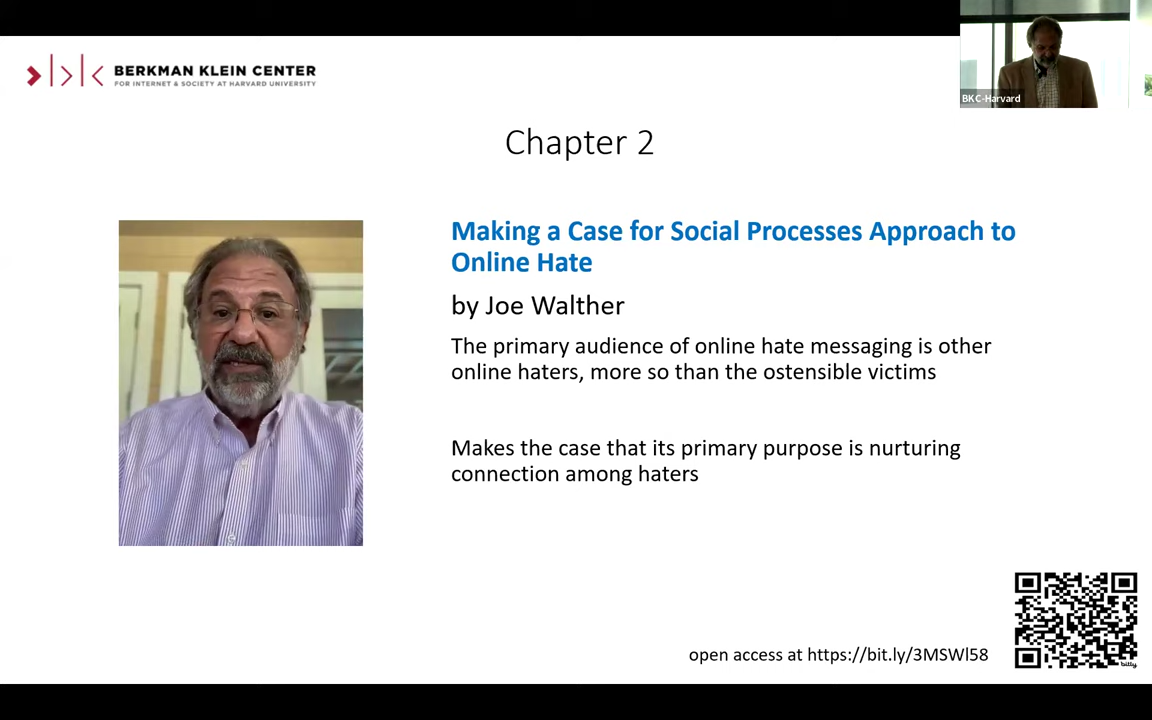 BERKMAN KLEIN CENTER
FOR INTERNET & SOCIETY AT HARVARD UNIVERSITY
BKC-Harvard
Chapter 2
Making a Case for Social Processes Approach to
Online Hate
by Joe Walther
The primary audience of online hate messaging is other
online haters, more so than the ostensible victims
Makes the case that its primary purpose is nurturing
connection among haters
open access at https://bit.ly/3MSWl58
bitly